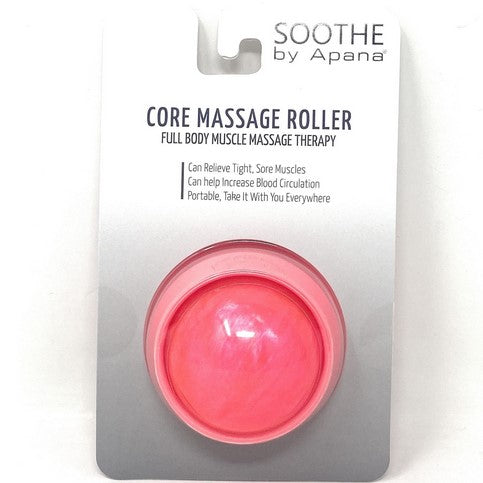 SOOTHE
by Apana®
CORE MASSAGE ROLLER
FULL BODY MUSCLE MASSAGE THERAPY
Can Relieve Tight, Sore Muscles
Can help Increase Blood Circulation
Portable, Take It With You Everywhere